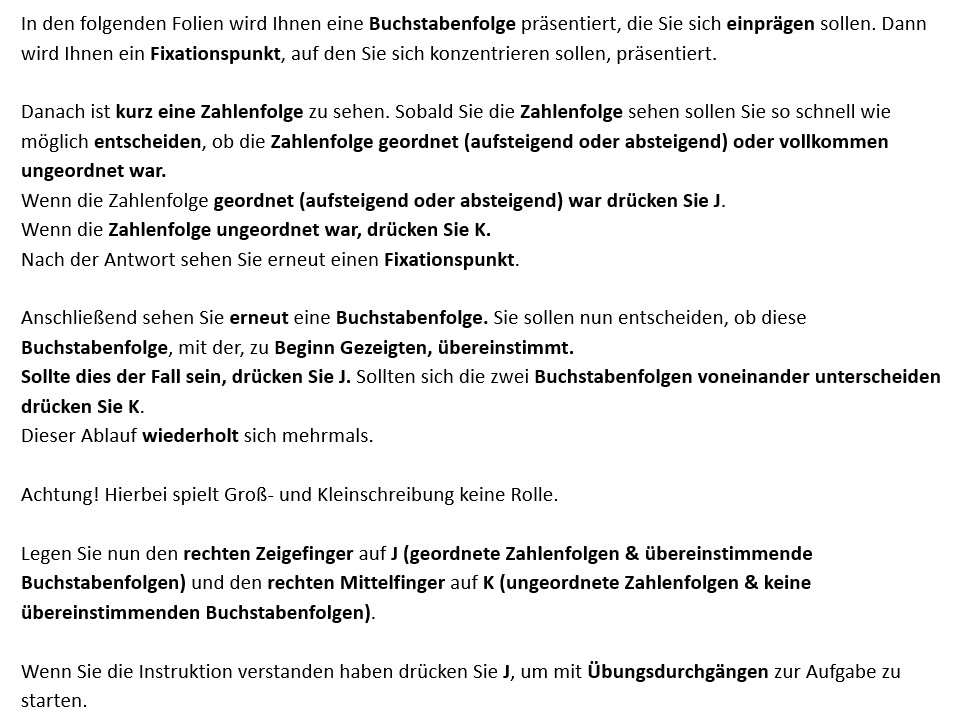 In den folgenden Folien wird Ihnen eine Buchstabenfolge präsentiert, die Sie sich einprägen sollen. Dann
wird Ihnen ein Fixationspunkt, auf den Sie sich konzentrieren sollen, präsentiert.
Danach ist kurz eine Zahlenfolge zu sehen. Sobald Sie die Zahlenfolge sehen sollen Sie so schnell wie
möglich entscheiden, ob die Zahlenfolge geordnet (aufsteigend oder absteigend) oder vollkommen
ungeordnet war.
Wenn die Zahlenfolge geordnet (aufsteigend oder absteigend) war drücken Sie J.
Wenn die Zahlenfolge ungeordnet war, drücken Sie K.
Nach der Antwort sehen Sie erneut einen Fixationspunkt.
Anschließend sehen Sie erneut eine Buchstabenfolge. Sie sollen nun entscheiden, ob diese
Buchstabenfolge, mit der, zu Beginn Gezeigten, übereinstimmt.
Sollte dies der Fall sein, drücken Sie J. Sollten sich die zwei Buchstabenfolgen voneinander unterscheiden
drücken Sie K.
Dieser Ablauf wiederholt sich mehrmals.
Achtung! Hierbei spielt Groß- und Kleinschreibung keine Rolle.
Legen Sie nun den rechten Zeigefinger auf J (geordnete Zahlenfolgen & übereinstimmende
Buchstabenfolgen) und den rechten Mittelfinger auf K (ungeordnete Zahlenfolgen & keine
übereinstimmenden Buchstabenfolgen).
Wenn Sie die Instruktion verstanden haben drücken Sie J, um mit Übungsdurchgängen zur Aufgabe zu
starten.